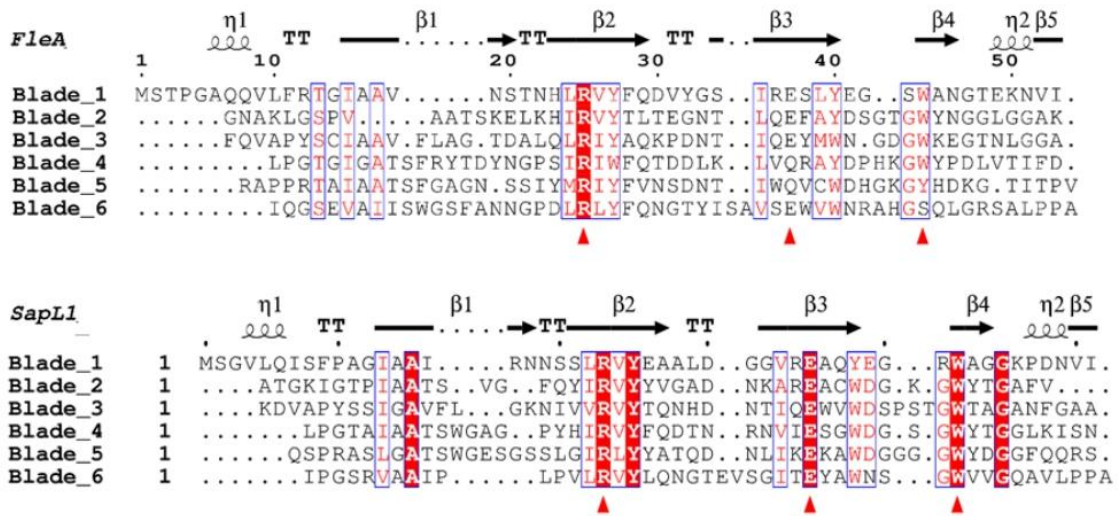 η1 β1 β2 β3 β4 η2 β5
FleA TT ...... TT TT ..
1 10 20 30 40 50
Blade_1 MSTPGAQQVLFRTGIAAV......NSTNHLRVYFQDVYGS..IRESLYEG..SWANGTEKNVI.
Blade_2 ......GNAKLGSPV...AATSKELKHIRVYTLTEGNT..LQEFAYDSGTGWYNGGLGGAK.
Blade_3 ......FQVAPYSCIAAV.FLAG.TDALQLRIYAQKPDNT..IQEYMWN.GDGWKEGTNLGGA.
Blade_4 .........LPGTGIGATSFRYTDYNGPSIRIWFQTDDLK..LVQRAYDPHKGWYPDLVTIFD.
Blade_5 .......RAPPRTAIAATSFGAGN.SSIYMRIYFVNSDNT..IWQVCWDHGKGYHDKG.TITPV
Blade_6 .........IQGSEVAIISWGSFANNGPDLRLYFQNGTYISAVSEWVWNRAHGSQLGRSALPPA
η1 β1 β2 β3 β4 η2 β5
SapL1_ TT ..... TT TT
Blade_1 1 MSGVLQISFPAGIAAI.....RNNSSLRVYEAALD..GGVREAQYEG...RWAGGKPDNVI.
Blade_2 1 ....ATGKIGTPIAATS..VG..FQYIRVYYVGAD..NKAREACWDG.K.GWYTGAFV....
Blade_3 1 ....KDVAPYSSIGAVFL...GKNIVVRVYTQNHD..NTIQEWVWDSPSTGWTAGANFGAA.
Blade_4 1 .......LPGTAIAATSWGAG..PYHIRVYFQDTN..RNVIESGWDG.S.GWYTGGLKISN.
Blade_5 1 ......QSPRASLGATSWGESGSSLGIRLYYATQD..NLIKEKAWDGGG.GWYDGGFQQRS.
Blade_6 1 .......IPGSRVAAIP.....LPVLRVYLQNGTEVSGITEYAWNS...GWVVGQAVLPPA